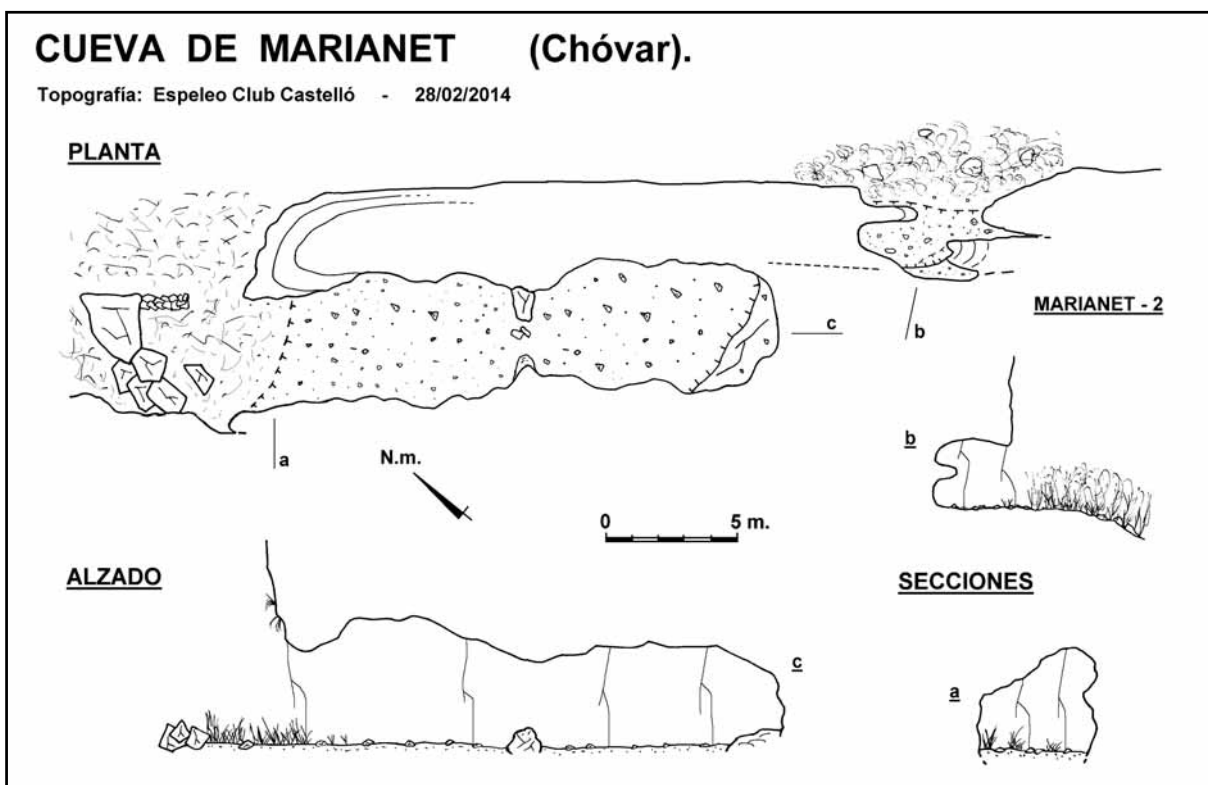 CUEVA DE MARIANET (Chóvar).
Topografía: Espeleo Club Castelló - 28/02/2014
PLANTA
c
b
MARIANET - 2
a
N.m.
b
0 5 m.
ALZADO
SECCIONES
c
a